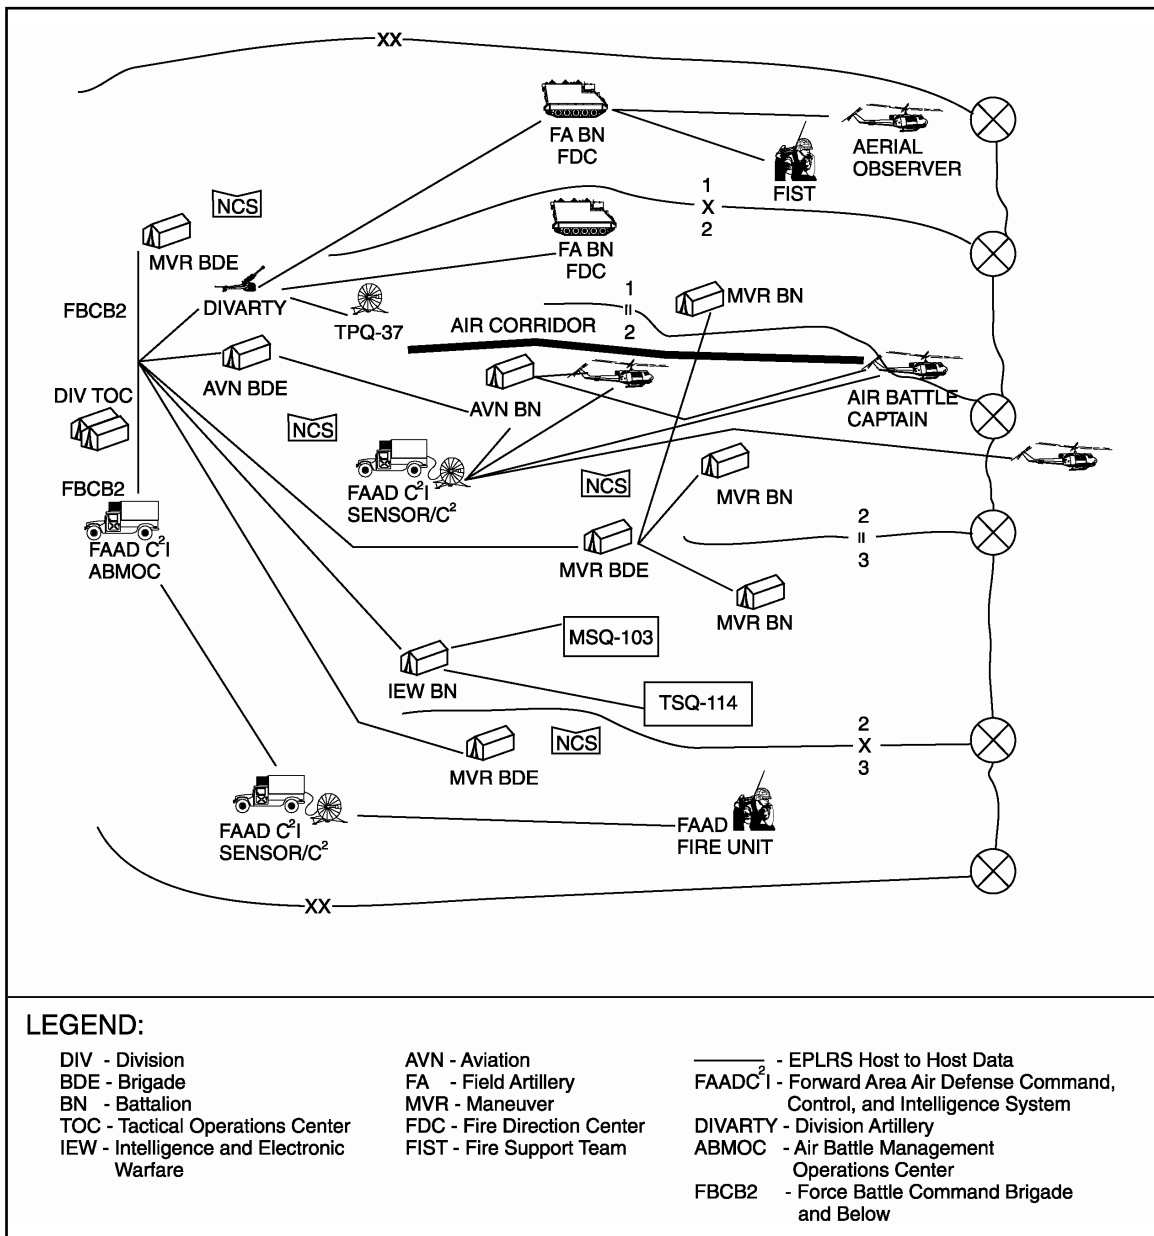 XX
FA BN
FDC
AERIAL
OBSERVER
FIST
NCS
1
X
2
MVR BDE
FA BN
FDC
FBCB2
DIVARTY
TPQ-37
1
=
2
MVR BN
AIR CORRIDOR
AVN BDE
DIV TOC
AVN BN
AIR BATTLE
CAPTAIN
NCS
FBCB2
FAAD C²I
SENSOR/C²
NCS
MVR BN
FAAD C²I
ABMOC
MVR BDE
2
=
3
MVR BN
MSQ-103
IEW BN
TSQ-114
NCS
2
X
3
MVR BDE
FAAD C²I
SENSOR/C²
FAAD
FIRE UNIT
XX
LEGEND:
DIV - Division
BDE - Brigade
BN - Battalion
TOC - Tactical Operations Center
IEW - Intelligence and Electronic
Warfare
AVN - Aviation
FA - Field Artillery
MVR - Maneuver
FDC - Fire Direction Center
FIST - Fire Support Team
- EPLRS Host to Host Data
FAADC²I - Forward Area Air Defense Command,
Control, and Intelligence System
DIVARTY - Division Artillery
ABMOC - Air Battle Management
Operations Center
FBCB2 - Force Battle Command Brigade
and Below